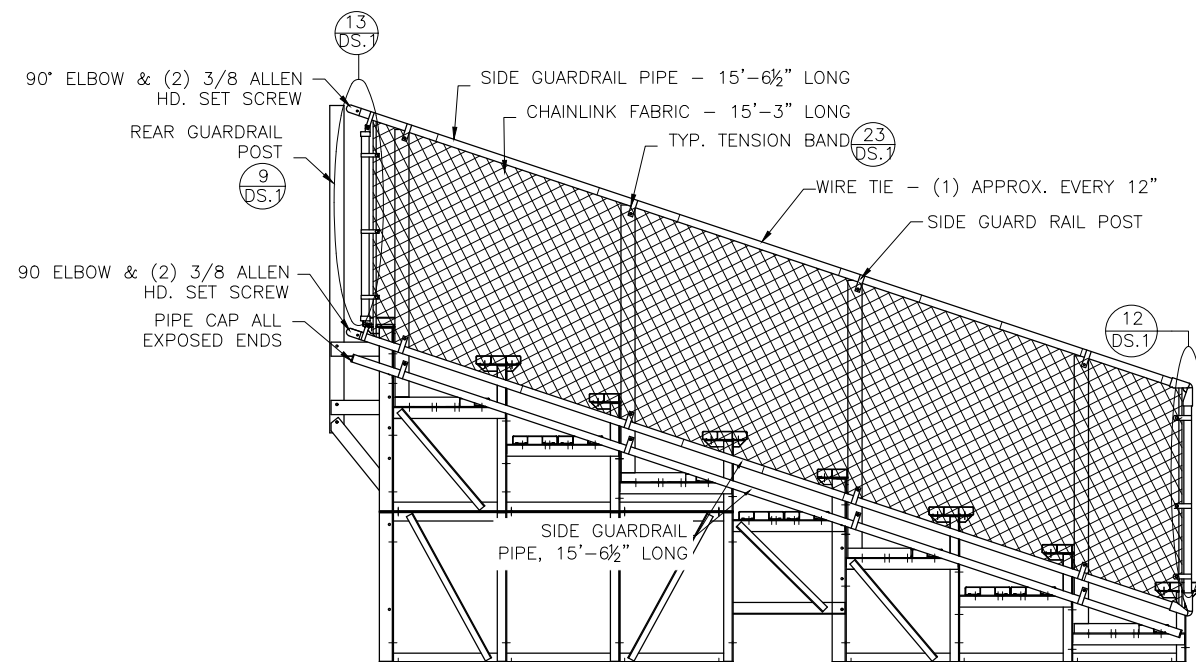 13
DS.1
90° ELBOW & (2) 3/8 ALLEN
HD. SET SCREW
SIDE GUARDRAIL PIPE – 15'–6½" LONG
CHAINLINK FABRIC – 15'–3" LONG
REAR GUARDRAIL
POST
TYP. TENSION BAND
23
DS.1
9
DS.1
WIRE TIE – (1) APPROX. EVERY 12"
SIDE GUARD RAIL POST
90 ELBOW & (2) 3/8 ALLEN
HD. SET SCREW
PIPE CAP ALL
EXPOSED ENDS
12
DS.1
SIDE GUARDRAIL
PIPE, 15'–6½" LONG